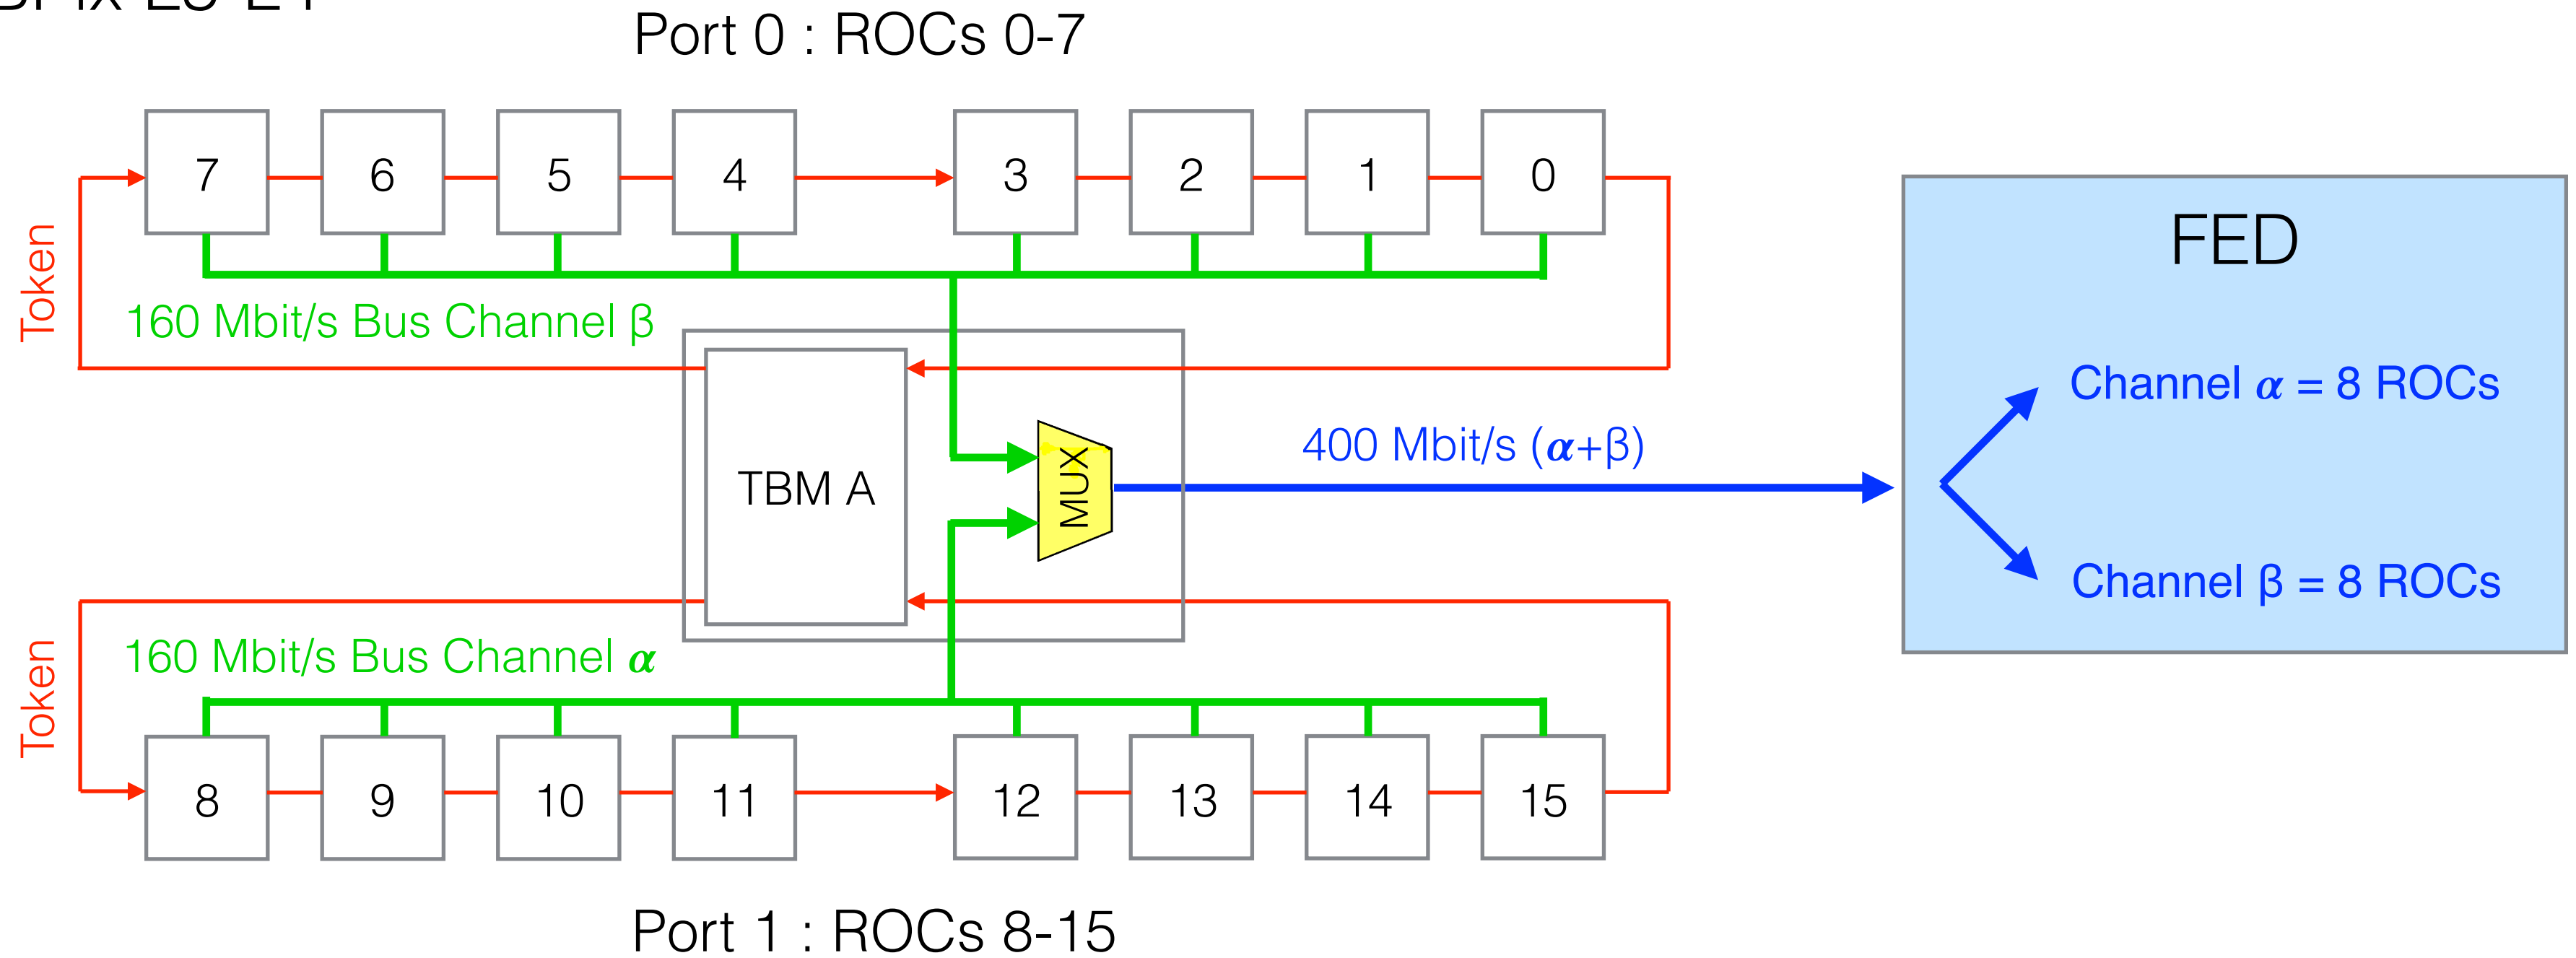 Port 0 : ROCs 0-7
7 6 5 4 3 2 1 0
Token
160 Mbit/s Bus Channel β
TBM A
MUX
400 Mbit/s (α+β)
FED
Channel α = 8 ROCs
Channel β = 8 ROCs
Token
160 Mbit/s Bus Channel α
8 9 10 11 12 13 14 15
Port 1 : ROCs 8-15